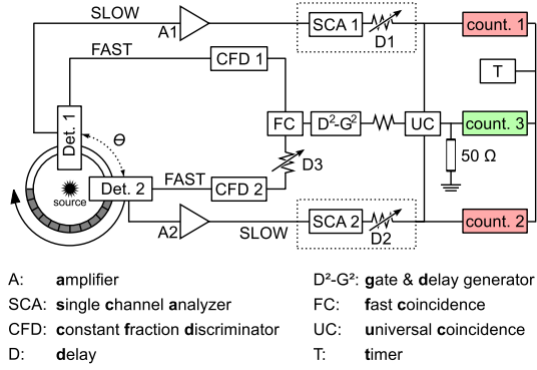 SLOW
A1
SCA 1
D1
count. 1
FAST
CFD 1
T
Det. 1
Θ
FC
D²-G²
UC
count. 3
50 Ω
source
Det. 2
FAST
CFD 2
D3
A2
SLOW
SCA 2
D2
count. 2
A: amplifier
SCA: single channel analyzer
CFD: constant fraction discriminator
D: delay
D²-G²: gate & delay generator
FC: fast coincidence
UC: universal coincidence
T: timer